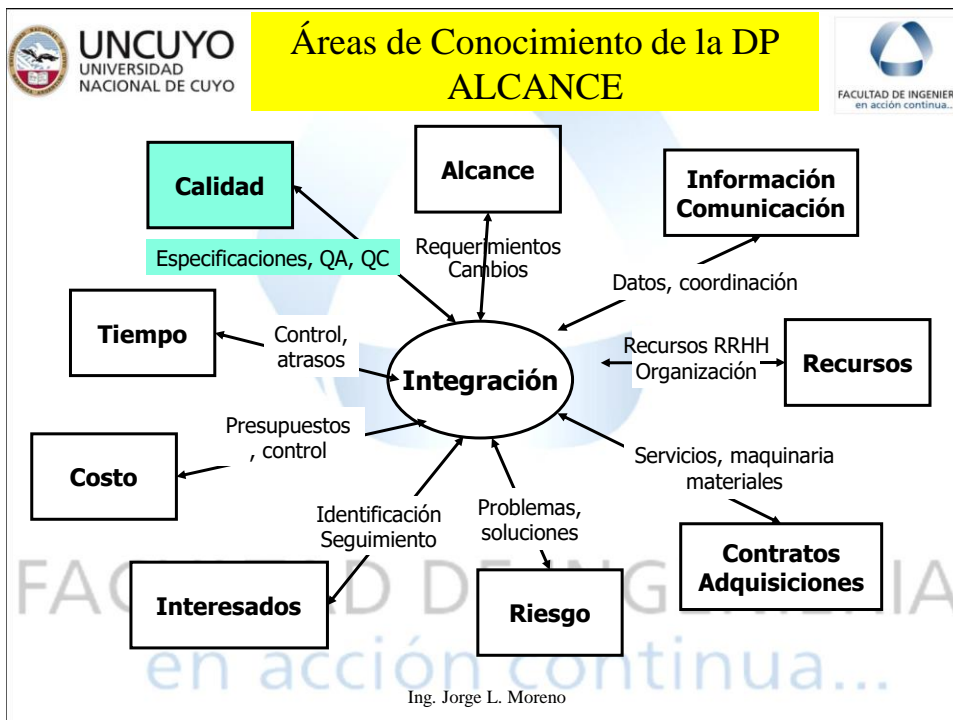 UNCUYO
UNIVERSIDAD
NACIONAL DE CUYO
Áreas de Conocimiento de la DP
ALCANCE
FACULTAD DE INGENIER
en acción continua...
Calidad
Alcance
Información
Comunicación
Especificaciones, QA, QC
Requerimientos
Cambios
Datos, coordinación
Tiempo
Control,
atrasos
Integración
Recursos RRHH
Organización
Recursos
Presupuestos
, control
Costo
Servicios, maquinaria
materiales
Identificación
Seguimiento
Problemas,
soluciones
Contratos
Adquisiciones
Interesados
Riesgo
FACULTAD DE INGENIERIA
en acción continua...
Ing. Jorge L. Moreno